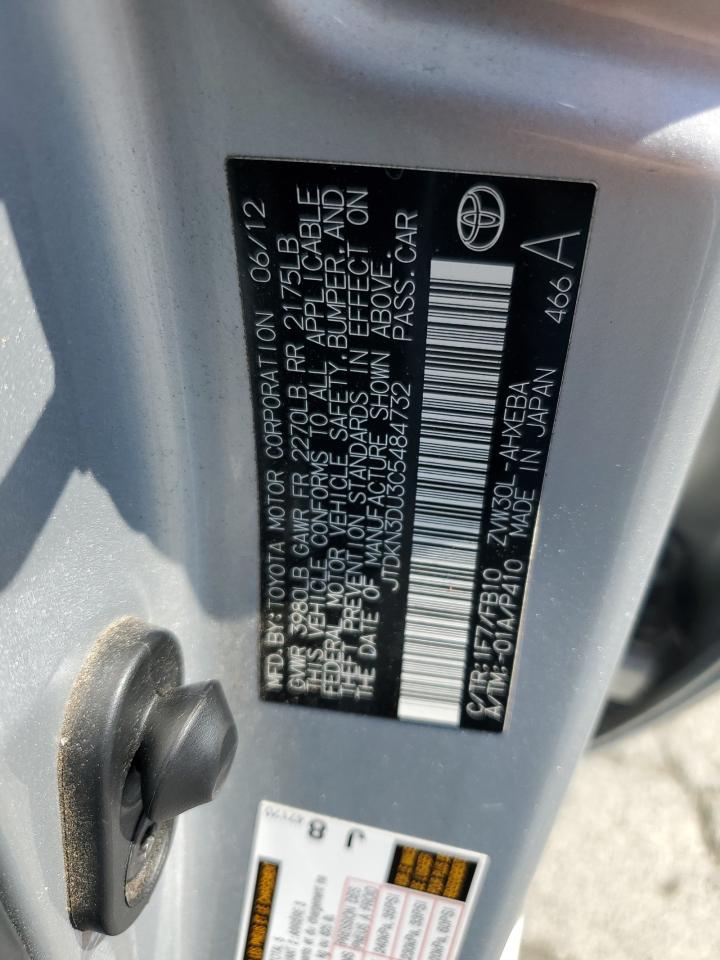 MFD.BY:TOYOTA MOTOR CORPORATION 06/12
GVWR 3980LB GAWR FR 2270LB RR 2175LB
THIS VEHICLE CONFORMS TO ALL APPLICABLE
FEDERAL MOTOR VEHICLE SAFETY,BUMPER,AND
THEFT PREVENTION STANDARDS IN EFFECT ON
THE DATE OF MANUFACTURE SHOWN ABOVE.
JTDKN3DU3C5484732 PASS.CAR
C/TR:1F7/FB10 ZVW30L-AHXEBA
A/TM:-01A/P410 MADE IN JAPAN 466 A
J 8 47175